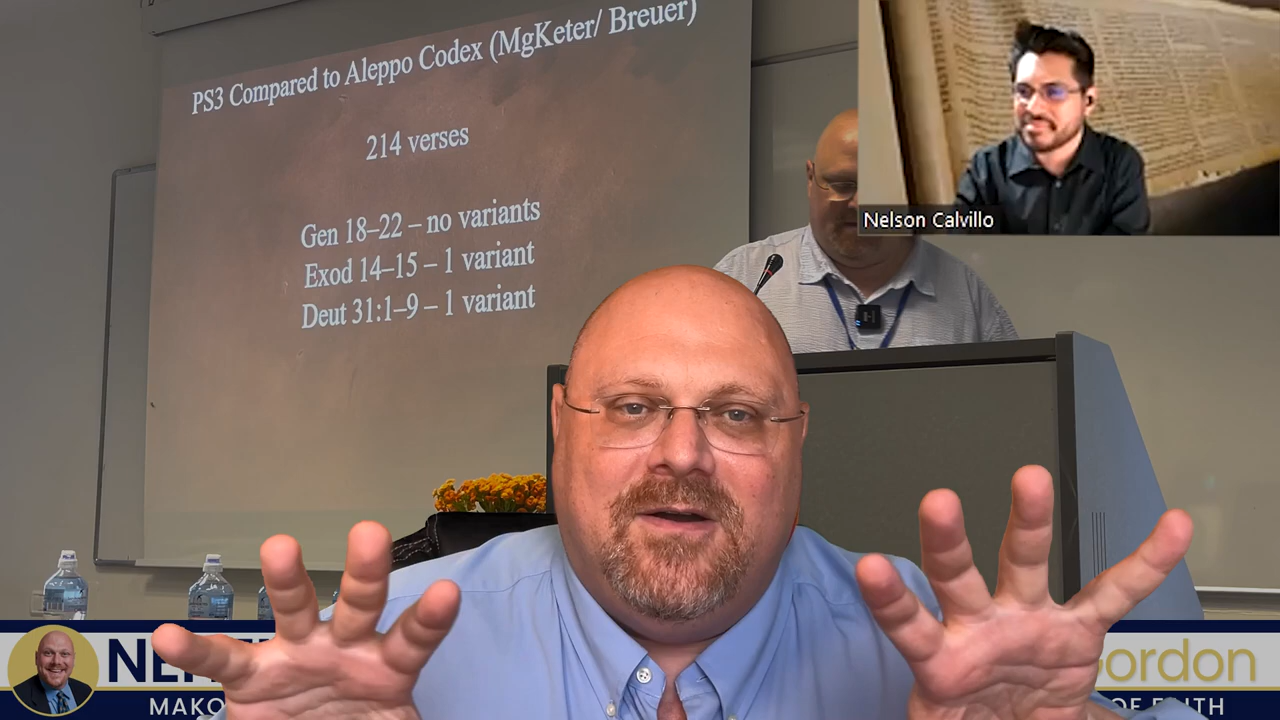 PS3 Compared to Aleppo Codex (MgKeter/ Breuer)
214 verses
Gen 18–22 – no variants
Exod 14–15 – 1 variant
Deut 31:1–9 – 1 variant
Nelson Calvillo